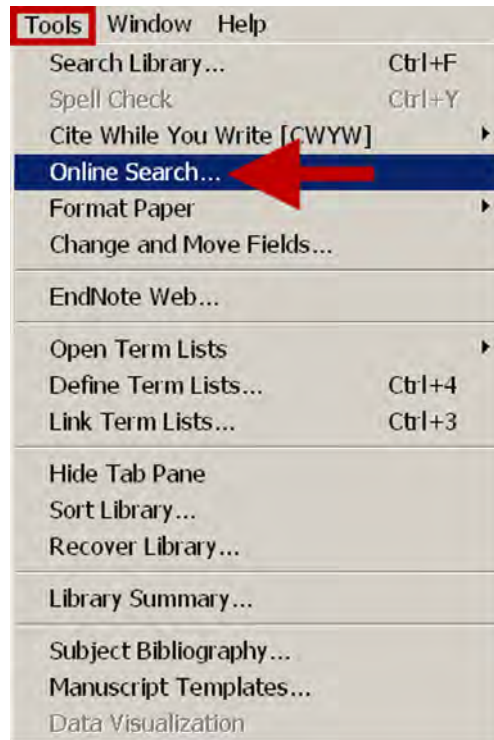 Tools Window Help
Search Library... Ctrl+F
Spell Check Ctrl+Y
Cite While You Write [CWYW]
Online Search...
Format Paper
Change and Move Fields...
EndNote Web...
Open Term Lists
Define Term Lists... Ctrl+4
Link Term Lists... Ctrl+3
Hide Tab Pane
Sort Library...
Recover Library...
Library Summary...
Subject Bibliography...
Manuscript Templates...
Data Visualization